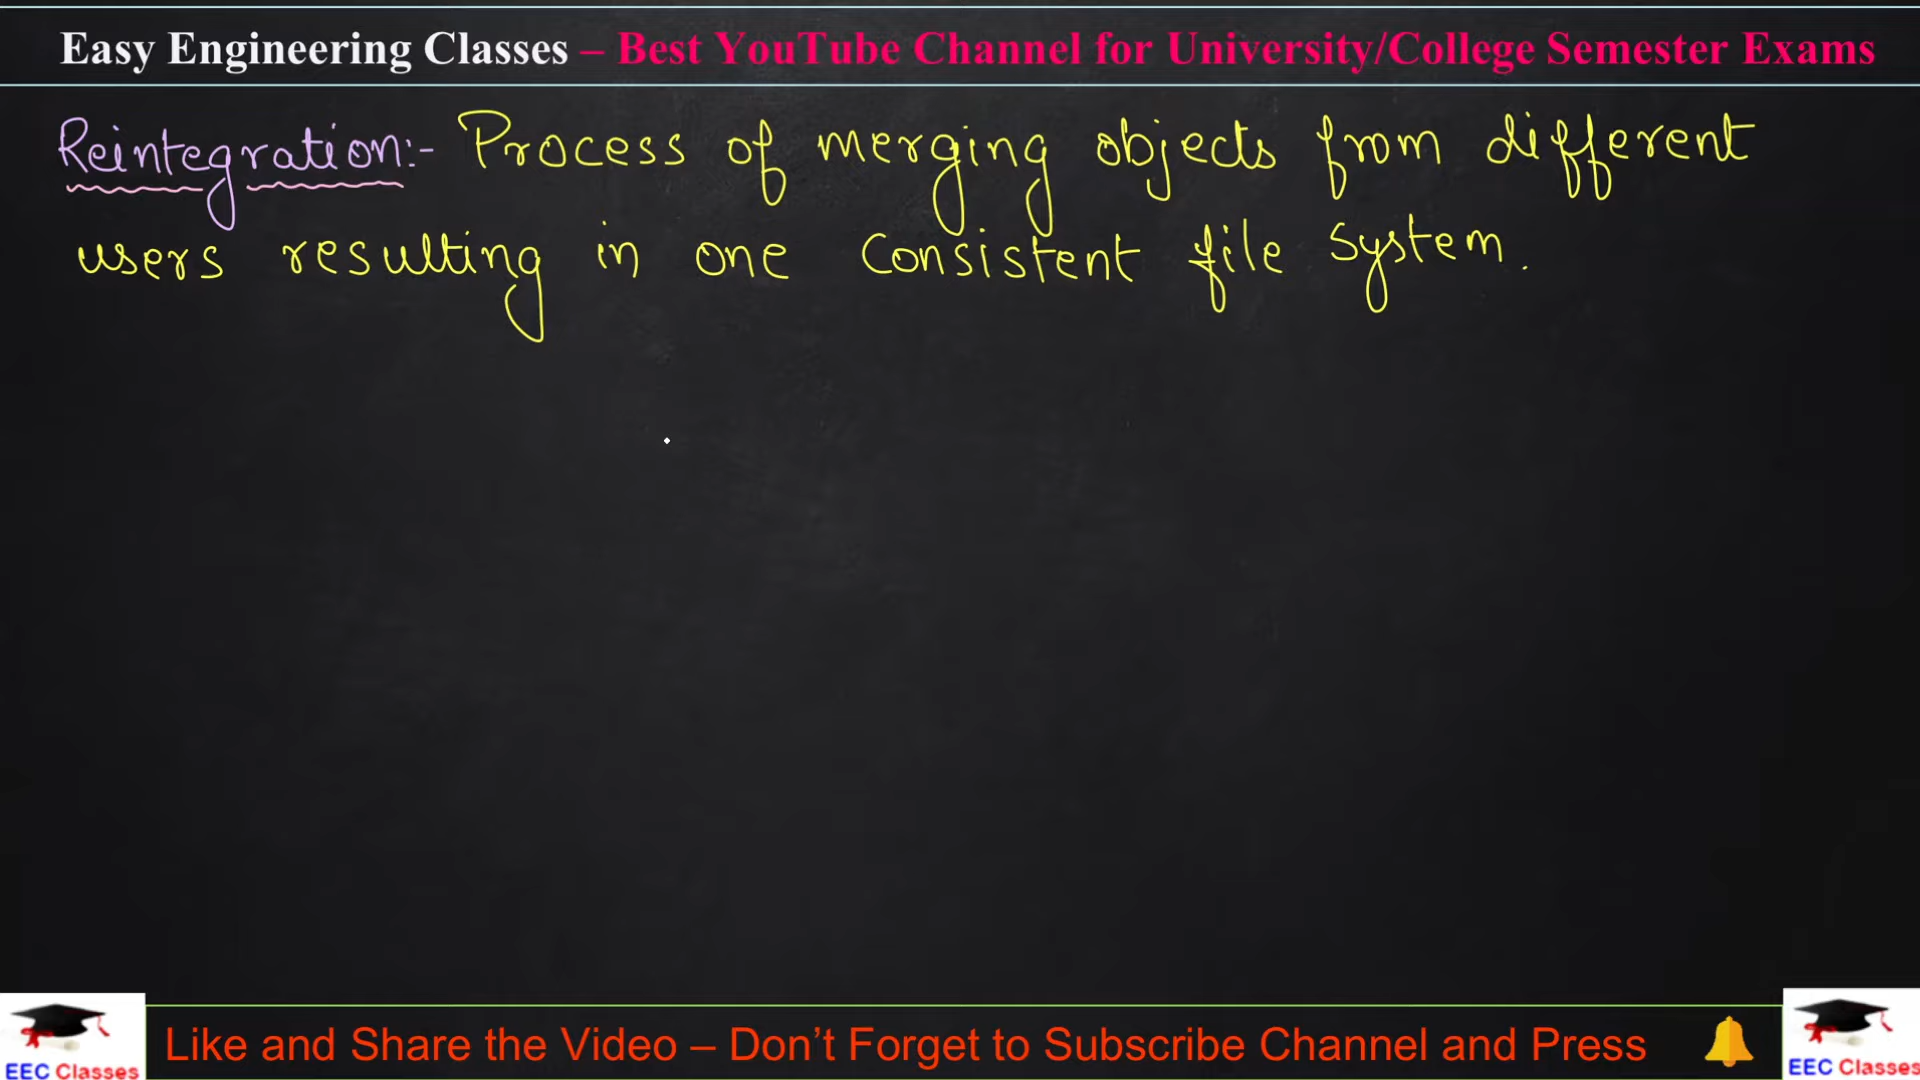 Easy Engineering Classes – Best YouTube Channel for University/College Semester Exams
Reintegration:- Process of merging objects from different
users resulting in one consistent file system.
Like and Share the Video – Don’t Forget to Subscribe Channel and Press
EEC Classes
EEC Classes